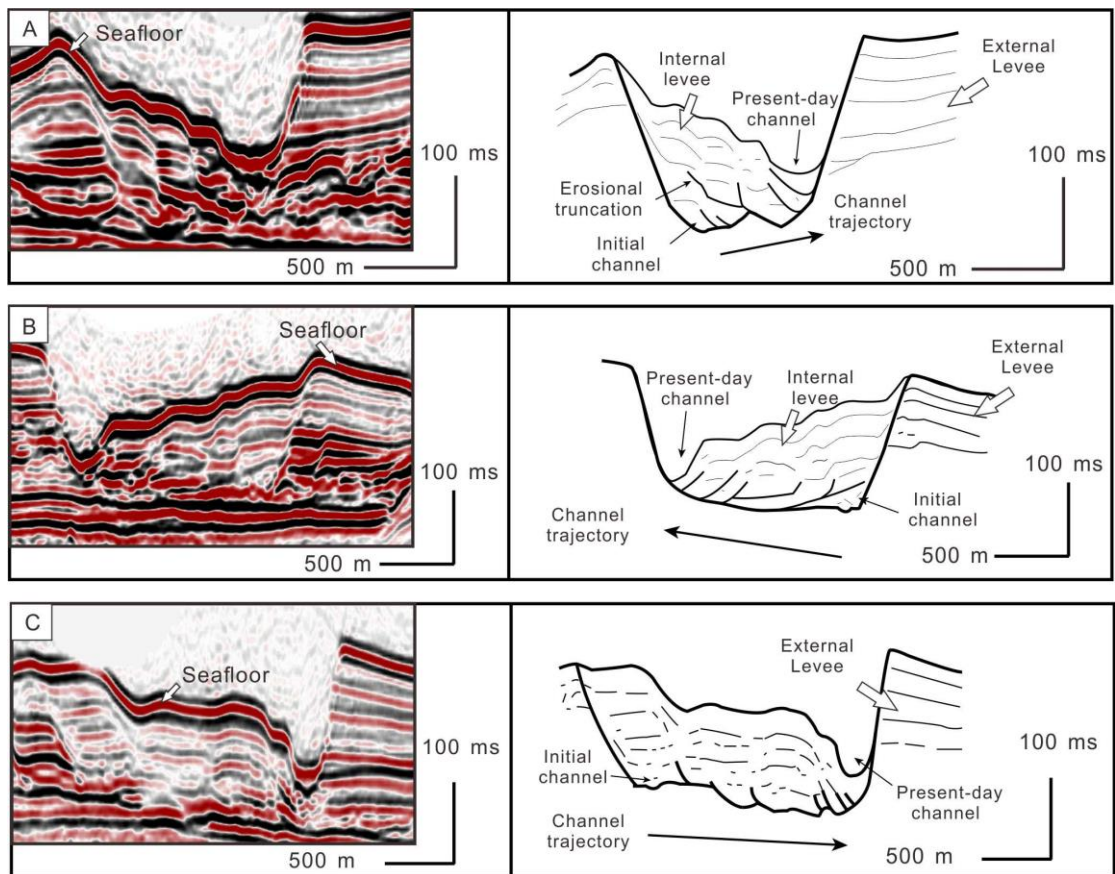 A
Seafloor
100 ms
500 m
Internal
levee
Present-day
channel
External
Levee
Erosional
truncation
Initial
channel
Channel
trajectory
100 ms
500 m
B
Seafloor
100 ms
500 m
Present-day
channel
Internal
levee
External
Levee
100 ms
Initial
channel
Channel
trajectory
500 m
C
Seafloor
100 ms
500 m
External
Levee
100 ms
Initial
channel
Present-day
channel
Channel
trajectory
500 m